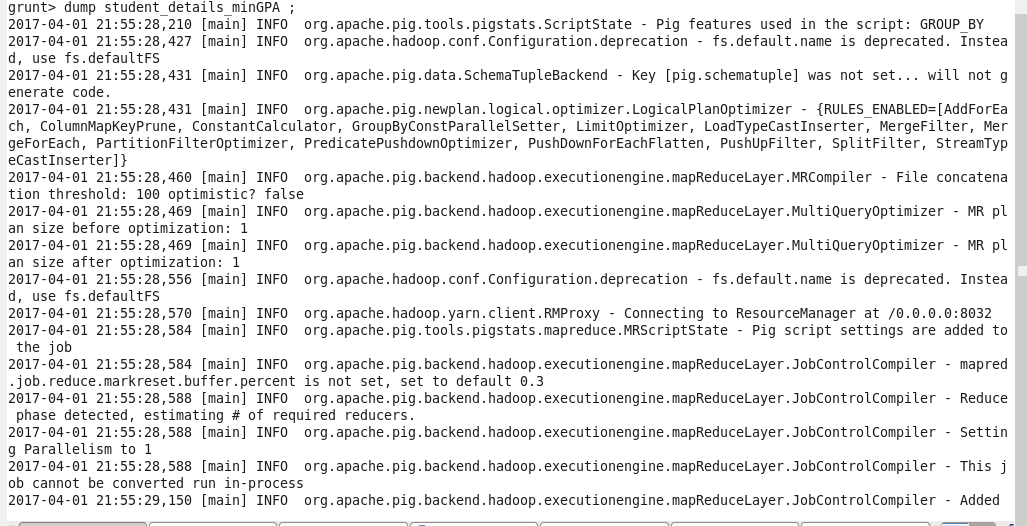 grunt> dump student_details_minGPA ;
2017-04-01 21:55:28,210 [main] INFO  org.apache.pig.tools.pigstats.ScriptState - Pig features used in the script: GROUP_BY
2017-04-01 21:55:28,427 [main] INFO  org.apache.hadoop.conf.Configuration.deprecation - fs.default.name is deprecated. Instea
d, use fs.defaultFS
2017-04-01 21:55:28,431 [main] INFO  org.apache.pig.data.SchemaTupleBackend - Key [pig.schematuple] was not set... will not g
enerate code.
2017-04-01 21:55:28,431 [main] INFO  org.apache.pig.newplan.logical.optimizer.LogicalPlanOptimizer - {RULES_ENABLED=[AddForEa
ch, ColumnMapKeyPrune, ConstantCalculator, GroupByConstParallelSetter, LimitOptimizer, LoadTypeCastInserter, MergeFilter, Mer
geForEach, PartitionFilterOptimizer, PredicatePushdownOptimizer, PushDownForEachFlatten, PushUpFilter, SplitFilter, StreamTyp
eCastInserter]}
2017-04-01 21:55:28,460 [main] INFO  org.apache.pig.backend.hadoop.executionengine.mapReduceLayer.MRCompiler - File concatena
tion threshold: 100 optimistic? false
2017-04-01 21:55:28,469 [main] INFO  org.apache.pig.backend.hadoop.executionengine.mapReduceLayer.MultiQueryOptimizer - MR pl
an size before optimization: 1
2017-04-01 21:55:28,469 [main] INFO  org.apache.pig.backend.hadoop.executionengine.mapReduceLayer.MultiQueryOptimizer - MR pl
an size after optimization: 1
2017-04-01 21:55:28,556 [main] INFO  org.apache.hadoop.conf.Configuration.deprecation - fs.default.name is deprecated. Instea
d, use fs.defaultFS
2017-04-01 21:55:28,570 [main] INFO  org.apache.hadoop.yarn.client.RMProxy - Connecting to ResourceManager at /0.0.0.0:8032
2017-04-01 21:55:28,584 [main] INFO  org.apache.pig.tools.pigstats.mapreduce.MRScriptState - Pig script settings are added to
 the job
2017-04-01 21:55:28,584 [main] INFO  org.apache.pig.backend.hadoop.executionengine.mapReduceLayer.JobControlCompiler - mapred
.job.reduce.markreset.buffer.percent is not set, set to default 0.3
2017-04-01 21:55:28,588 [main] INFO  org.apache.pig.backend.hadoop.executionengine.mapReduceLayer.JobControlCompiler - Reduce
 phase detected, estimating # of required reducers.
2017-04-01 21:55:28,588 [main] INFO  org.apache.pig.backend.hadoop.executionengine.mapReduceLayer.JobControlCompiler - Settin
g Parallelism to 1
2017-04-01 21:55:28,588 [main] INFO  org.apache.pig.backend.hadoop.executionengine.mapReduceLayer.JobControlCompiler - This j
ob cannot be converted run in-process
2017-04-01 21:55:29,150 [main] INFO  org.apache.pig.backend.hadoop.executionengine.mapReduceLayer.JobControlCompiler - Added